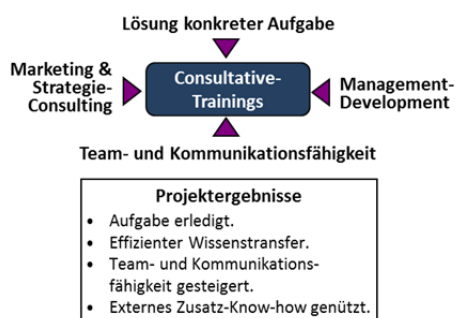 Lösung konkreter Aufgabe
Marketing &
Strategie-
Consulting
Consultative-
Trainings
Management-
Development
Team- und Kommunikationsfähigkeit
Projektergebnisse
• Aufgabe erledigt.
• Effizienter Wissenstransfer.
• Team- und Kommunikations-
fähigkeit gesteigert.
• Externes Zusatz-Know-how genützt.